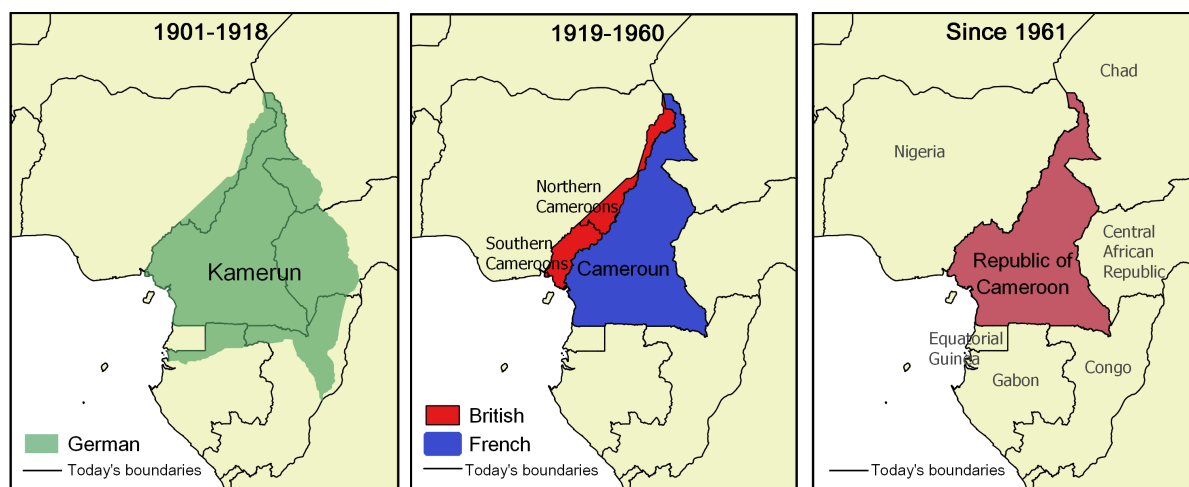 1901-1918
Kamerun
German
Today's boundaries
1919-1960
Northern
Cameroons
Southern
Cameroons
Cameroun
British
French
Today's boundaries
Since 1961
Chad
Nigeria
Central
African
Republic
Republic of
Cameroon
Equatorial
Guinea
Gabon
Congo
Today's boundaries